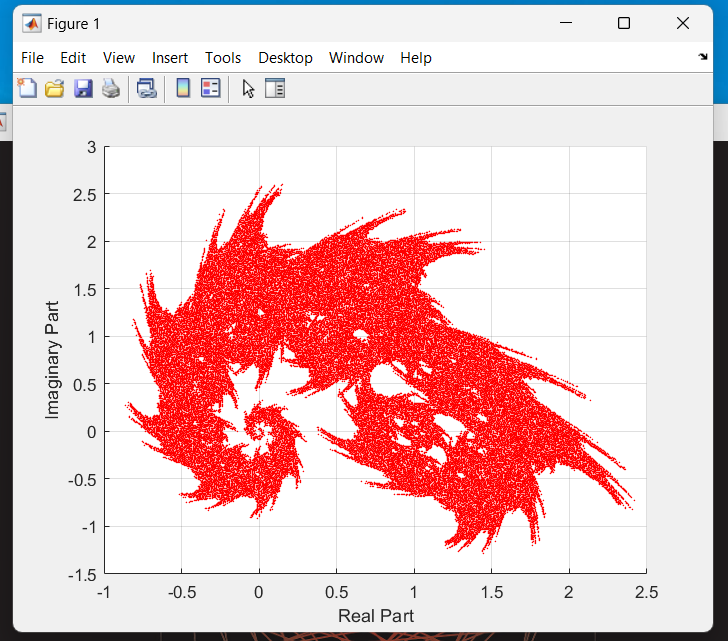 Figure 1
File Edit View Insert Tools Desktop Window Help
3
2.5
2
1.5
1
0.5
0
-0.5
-1
-1.5
Imaginary Part
-1 -0.5 0 0.5 1 1.5 2 2.5
Real Part